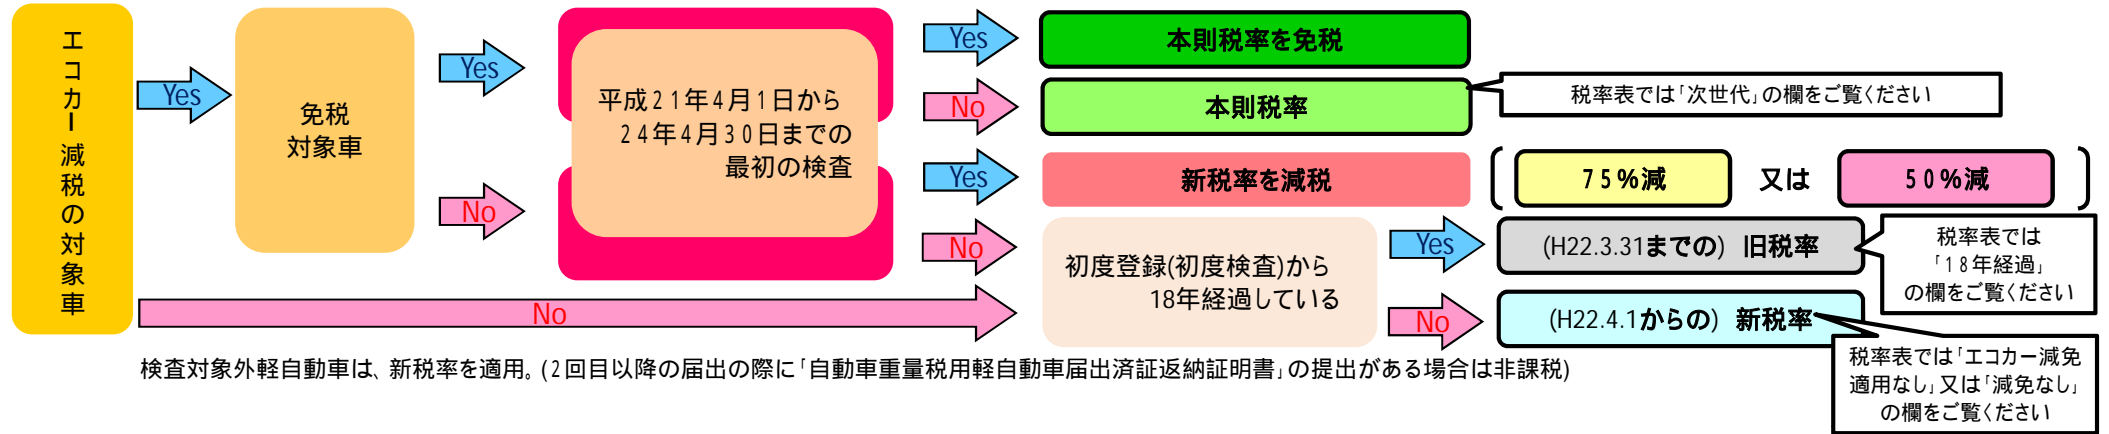 エコカー減税の対象車
Yes
免税
対象車
Yes
No
平成21年4月1日から
24年4月30日までの
最初の検査
Yes
本則税率を免税
No
本則税率
税率表では「次世代」の欄をご覧ください
Yes
新税率を減税
75%減 又は 50%減
No
No
初度登録(初度検査)から
18年経過している
Yes
(H22.3.31までの) 旧税率
税率表では
「18年経過」
の欄をご覧ください
No
(H22.4.1からの) 新税率
税率表では「エコカー減免
適用なし」又は「減免なし」
の欄をご覧ください
検査対象外軽自動車は、新税率を適用。(2回目以降の届出の際に「自動車重量税用軽自動車届出済証返納証明書」の提出がある場合は非課税)